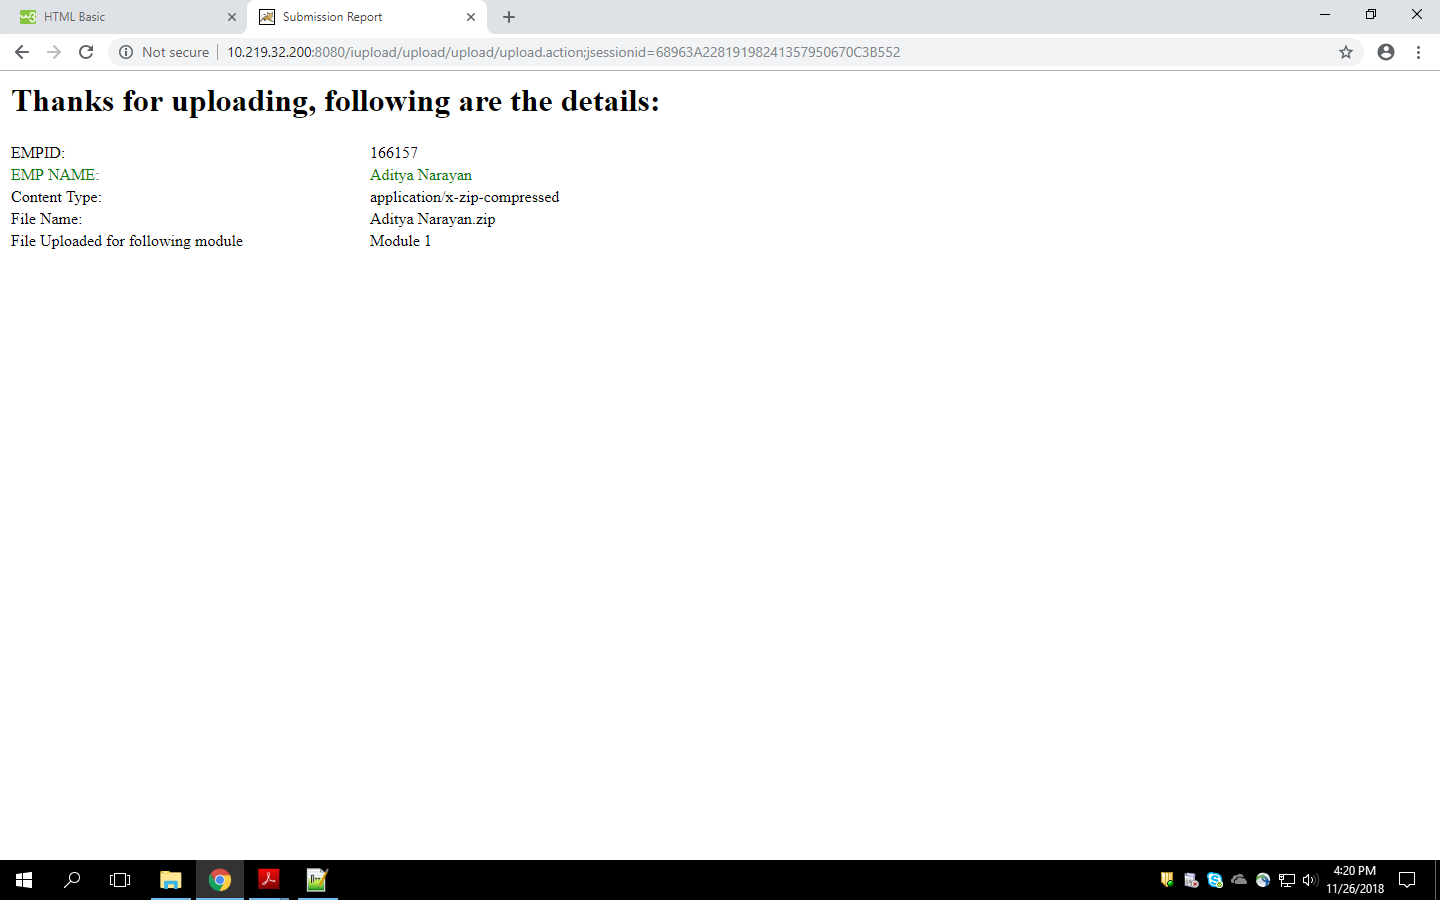 HTML Basic
Submission Report
Not secure
10.219.32.200:8080/iupload/upload/upload/upload.action;jsessionid=68963A22819198241357950670C3B552
Thanks for uploading, following are the details:
EMPID: 166157
EMP NAME: Aditya Narayan
Content Type: application/x-zip-compressed
File Name: Aditya Narayan.zip
File Uploaded for following module Module 1
4:20 PM
11/26/2018